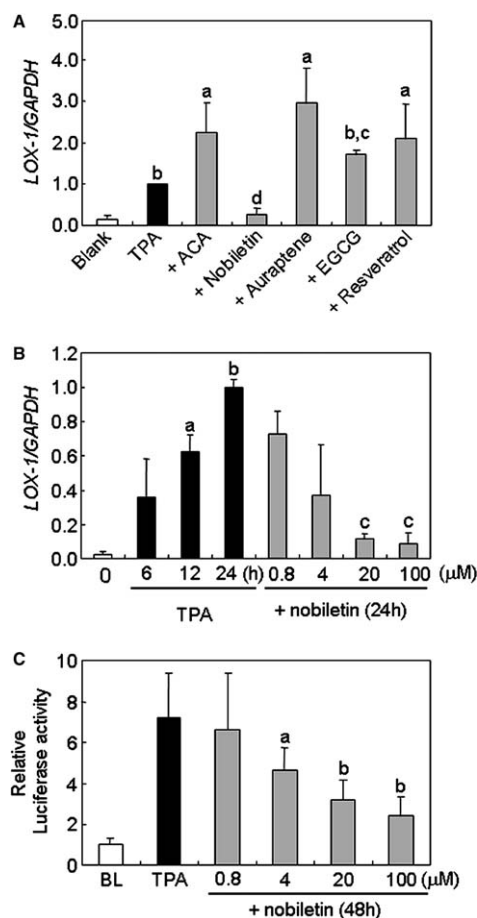 A
LOX-1/GAPDH
5.0
4.0
3.0
2.0
1.0
0.0
a
b
a
d
a
b,c
a
Blank
TPA
+ ACA
+ Nobiletin
+ Auraptene
+ EGCG
+ Resveratrol
B
LOX-1/GAPDH
1.2
1.0
0.8
0.6
0.4
0.2
0.0
a
b
c
c
0 6 12 24 (h) 0.8 4 20 100 (μM)
TPA
+ nobiletin (24h)
C
Relative
Luciferase activity
10
8
6
4
2
0
a
b
b
BL TPA 0.8 4 20 100 (μM)
+ nobiletin (48h)